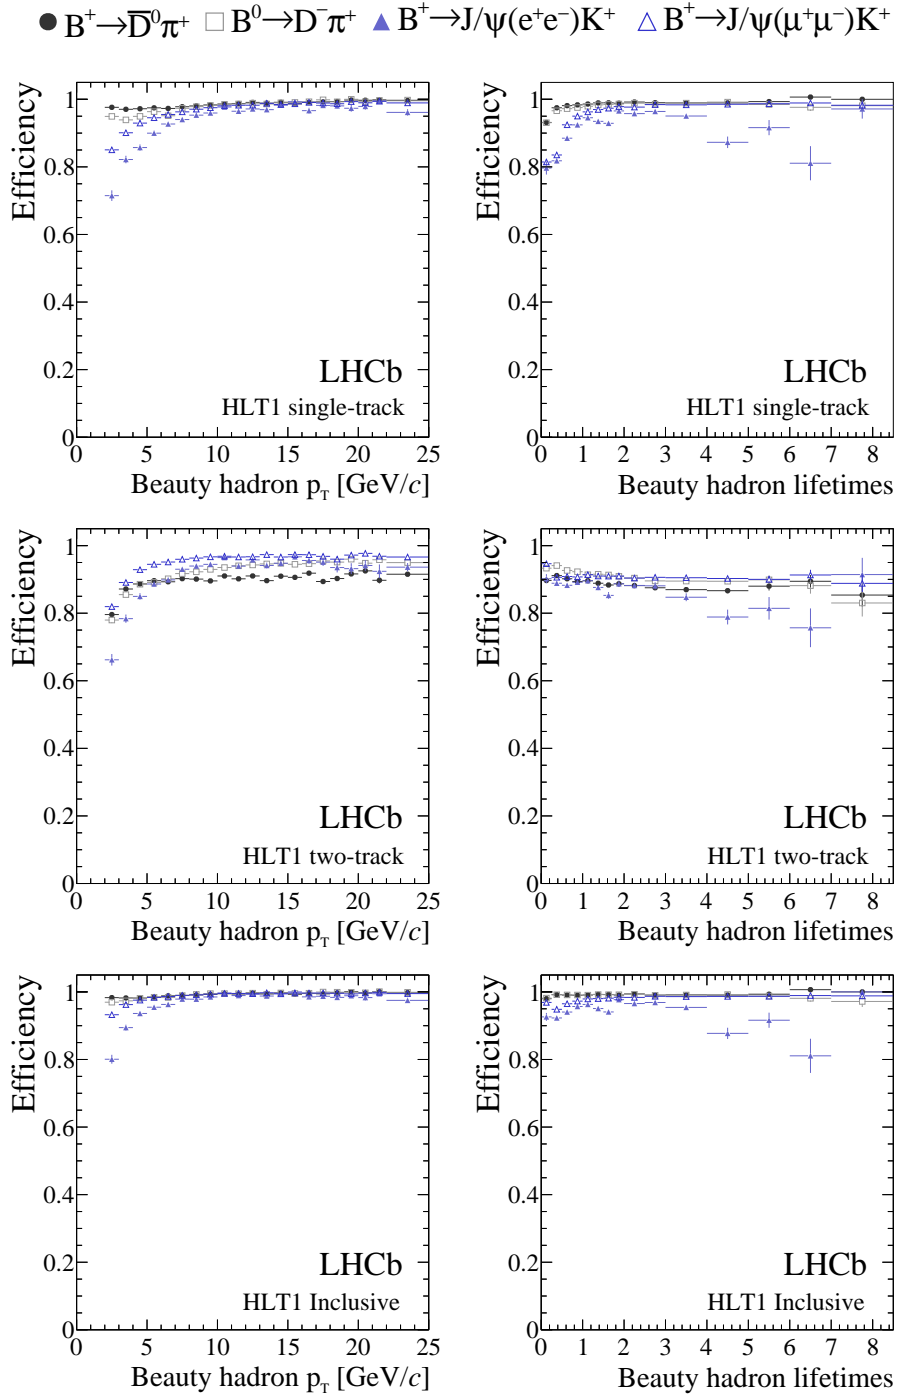 B⁺→D̅⁰π⁺ B⁰→D⁻π⁺ B⁺→J/ψ(e⁺e⁻)K⁺ B⁺→J/ψ(μ⁺μ⁻)K⁺
Efficiency
1
0.8
0.6
0.4
0.2
0
LHCb
HLT1 single-track
0 5 10 15 20 25
Beauty hadron p_T [GeV/c]
Efficiency
1
0.8
0.6
0.4
0.2
0
LHCb
HLT1 single-track
0 1 2 3 4 5 6 7 8
Beauty hadron lifetimes
Efficiency
1
0.8
0.6
0.4
0.2
0
LHCb
HLT1 two-track
0 5 10 15 20 25
Beauty hadron p_T [GeV/c]
Efficiency
1
0.8
0.6
0.4
0.2
0
LHCb
HLT1 two-track
0 1 2 3 4 5 6 7 8
Beauty hadron lifetimes
Efficiency
1
0.8
0.6
0.4
0.2
0
LHCb
HLT1 Inclusive
0 5 10 15 20 25
Beauty hadron p_T [GeV/c]
Efficiency
1
0.8
0.6
0.4
0.2
0
LHCb
HLT1 Inclusive
0 1 2 3 4 5 6 7 8
Beauty hadron lifetimes